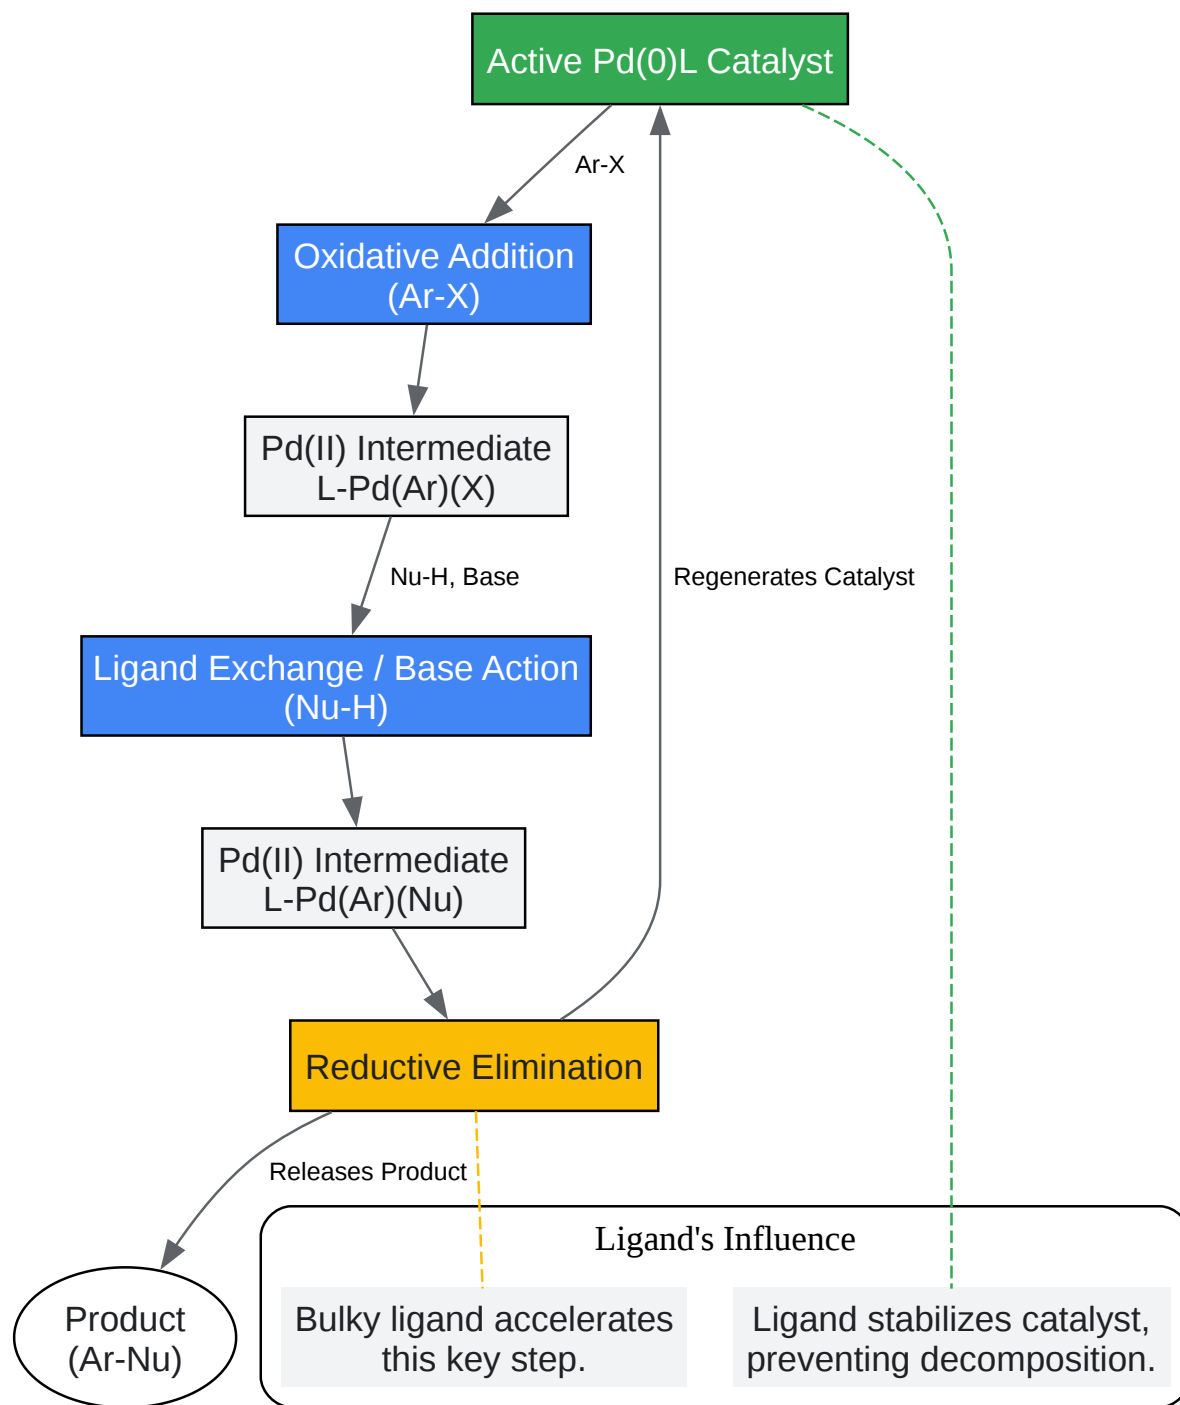 Active Pd(0)L Catalyst
Ar-X
Oxidative Addition
(Ar-X)
Pd(II) Intermediate
L-Pd(Ar)(X)
Nu-H, Base
Regenerates Catalyst
Ligand Exchange / Base Action
(Nu-H)
Pd(II) Intermediate
L-Pd(Ar)(Nu)
Reductive Elimination
Releases Product
Ligand's Influence
Product
(Ar-Nu)
Bulky ligand accelerates
this key step.
Ligand stabilizes catalyst,
preventing decomposition.